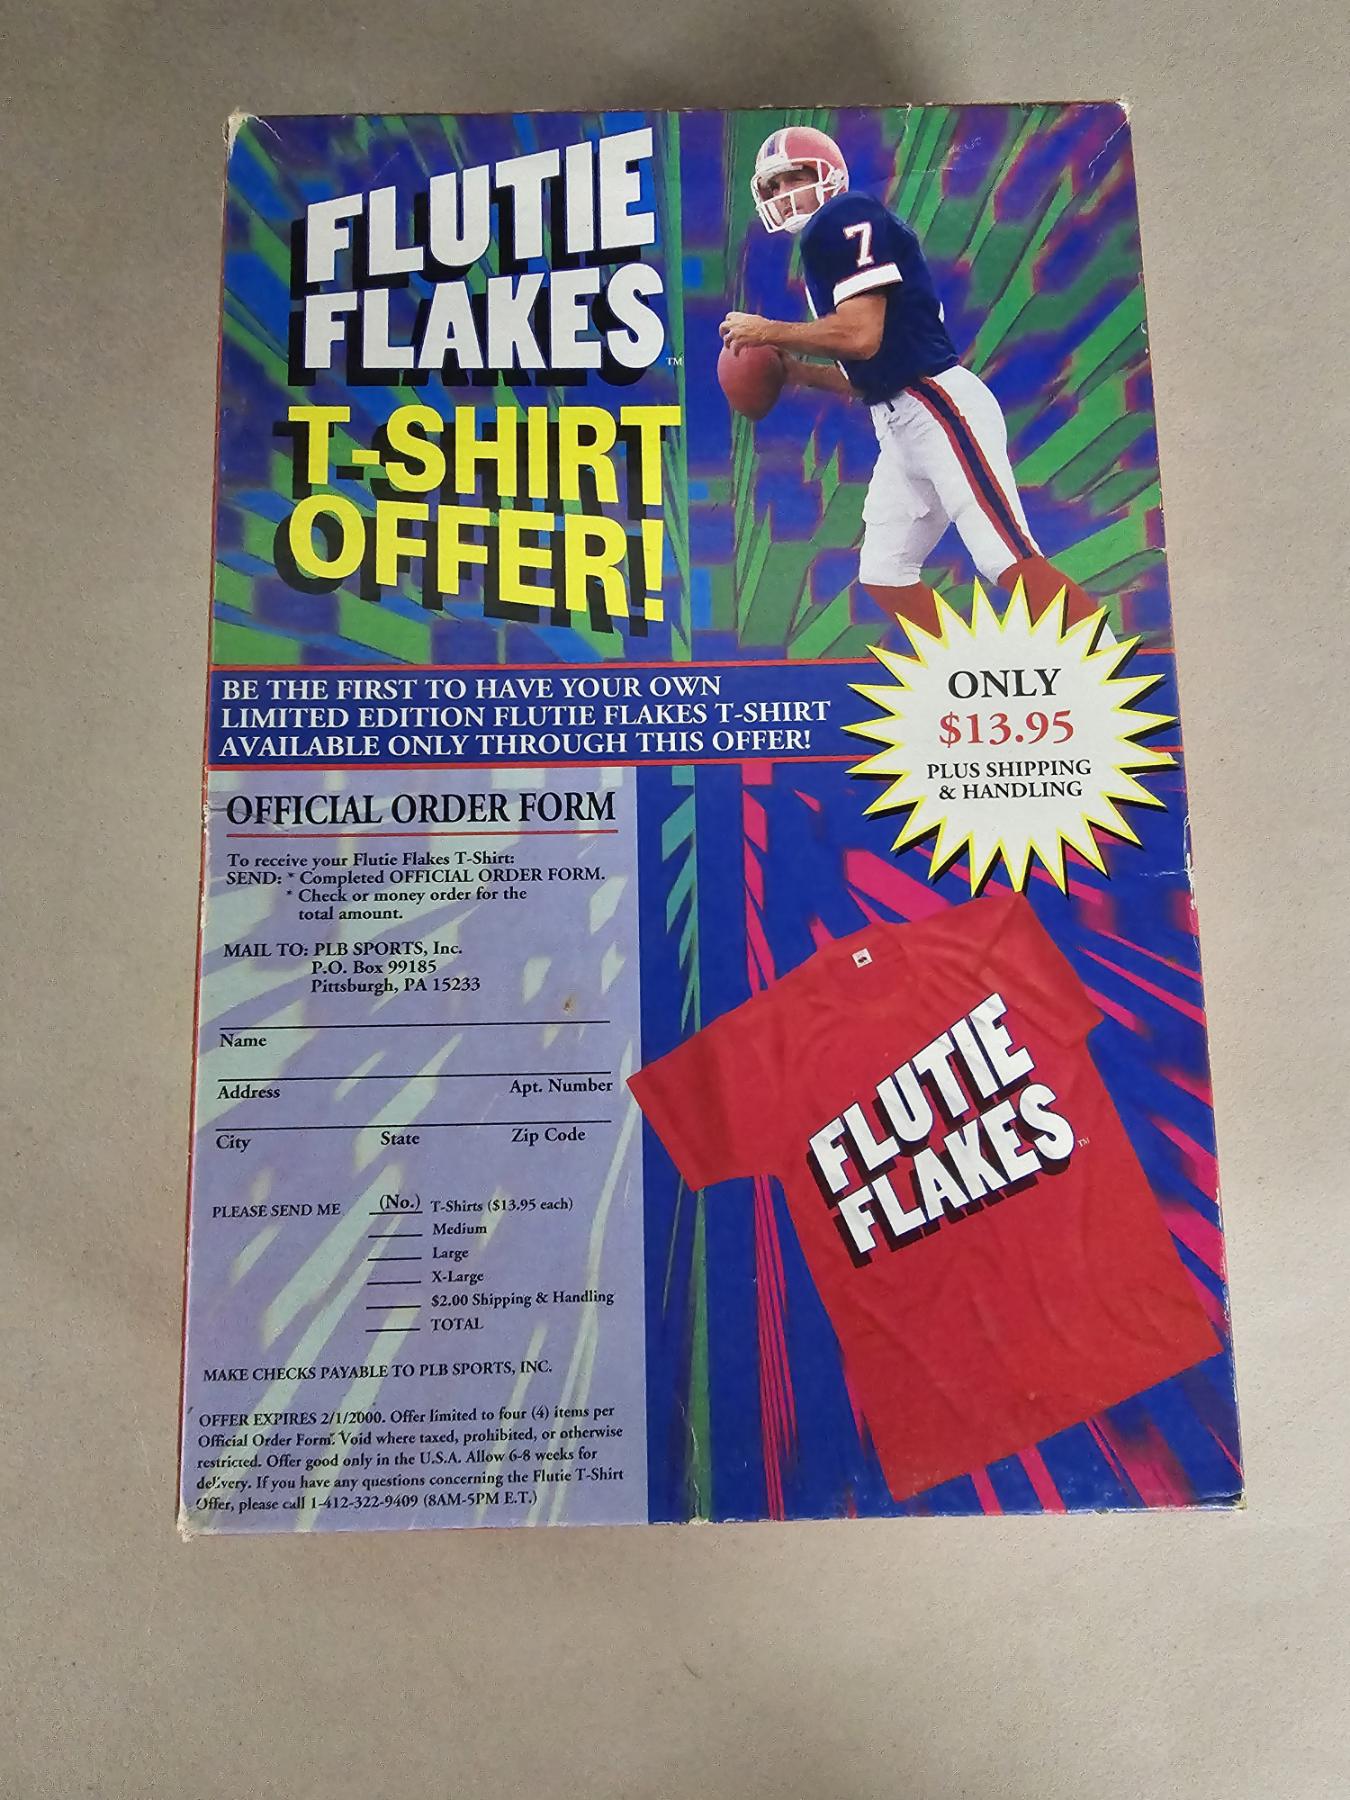 FLUTIE
FLAKES™
T-SHIRT
OFFER!
7
BE THE FIRST TO HAVE YOUR OWN
LIMITED EDITION FLUTIE FLAKES T-SHIRT
AVAILABLE ONLY THROUGH THIS OFFER!
ONLY
$13.95
PLUS SHIPPING
& HANDLING
OFFICIAL ORDER FORM
To receive your Flutie Flakes T-Shirt:
SEND: * Completed OFFICIAL ORDER FORM.
* Check or money order for the
total amount.
MAIL TO: PLB SPORTS, Inc.
P.O. Box 99185
Pittsburgh, PA 15233
Name
Address Apt. Number
City State Zip Code
PLEASE SEND ME (No.) T-Shirts ($13.95 each)
Medium
Large
X-Large
$2.00 Shipping & Handling
TOTAL
MAKE CHECKS PAYABLE TO PLB SPORTS, INC.
OFFER EXPIRES 2/1/2000. Offer limited to four (4) items per
Official Order Form. Void where taxed, prohibited, or otherwise
restricted. Offer good only in the U.S.A. Allow 6-8 weeks for
delivery. If you have any questions concerning the Flutie T-Shirt
Offer, please call 1-412-322-9409 (8AM-5PM E.T.)
FLUTIE
FLAKES™